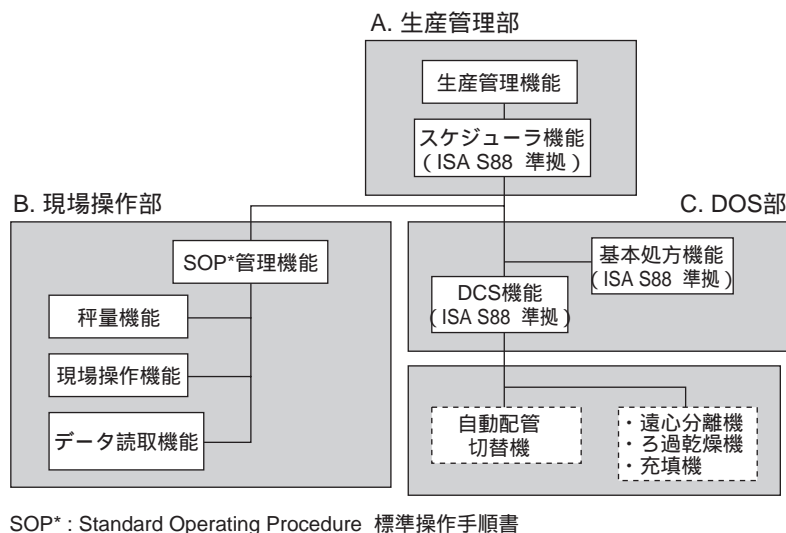 A. 生産管理部
生産管理機能
スケジューラ機能
( ISA S88 準拠 )
B. 現場操作部
SOP*管理機能
秤量機能
現場操作機能
データ読取機能
C. DOS部
基本処方機能
( ISA S88 準拠 )
DCS機能
( ISA S88 準拠 )
自動配管
切替機
・遠心分離機
・ろ過乾燥機
・充填機
SOP* : Standard Operating Procedure 標準操作手順書